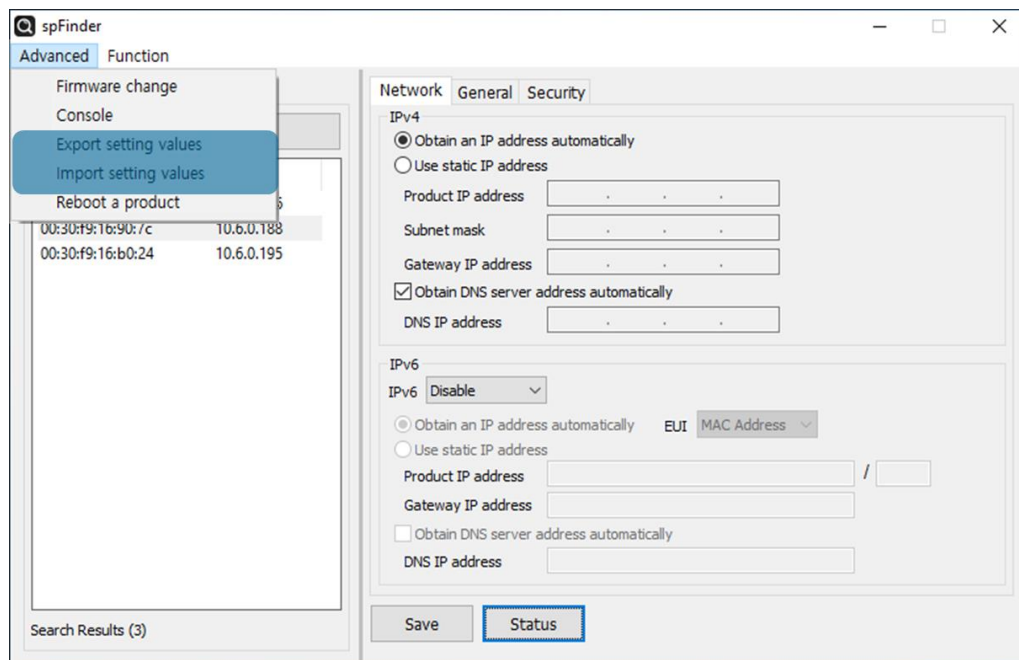 spFinder
Advanced Function
Firmware change
Console
Export setting values
Import setting values
Reboot a product
00:30:f9:16:90:7c 10.6.0.188
00:30:f9:16:b0:24 10.6.0.195
Search Results (3)
Network General Security
IPv4
Obtain an IP address automatically
Use static IP address
Product IP address . . .
Subnet mask . . .
Gateway IP address . . .
Obtain DNS server address automatically
DNS IP address . . .
IPv6
IPv6 Disable
Obtain an IP address automatically EUI MAC Address
Use static IP address
Product IP address /
Gateway IP address
Obtain DNS server address automatically
DNS IP address
Save Status